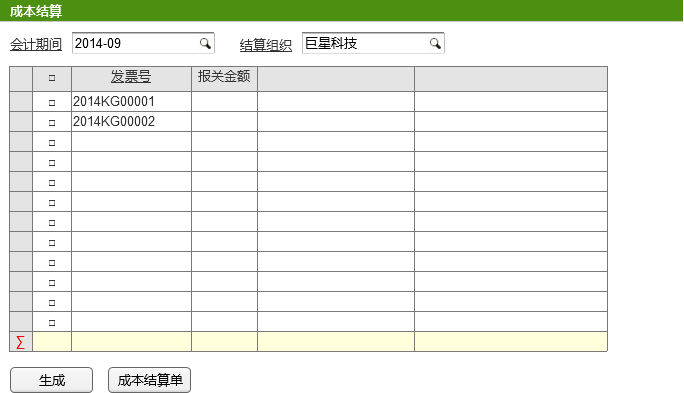 成本结算
会计期间 2014-09 结算组织 巨星科技
发票号 报关金额
2014KG00001
2014KG00002
∑
生成 成本结算单